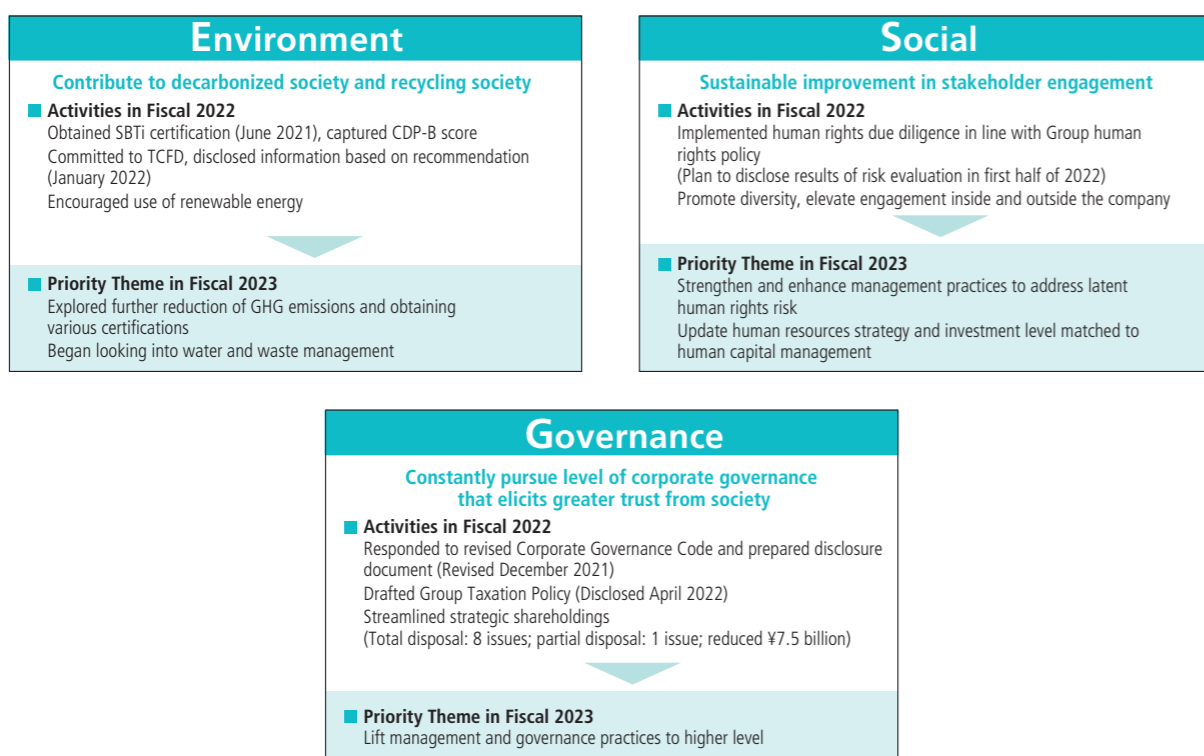 Environment
Contribute to decarbonized society and recycling society
Activities in Fiscal 2022
Obtained SBTi certification (June 2021), captured CDP-B score
Committed to TCFD, disclosed information based on recommendation
(January 2022)
Encouraged use of renewable energy
Priority Theme in Fiscal 2023
Explored further reduction of GHG emissions and obtaining
various certifications
Began looking into water and waste management
Social
Sustainable improvement in stakeholder engagement
Activities in Fiscal 2022
Implemented human rights due diligence in line with Group human
rights policy
(Plan to disclose results of risk evaluation in first half of 2022)
Promote diversity, elevate engagement inside and outside the company
Priority Theme in Fiscal 2023
Strengthen and enhance management practices to address latent
human rights risk
Update human resources strategy and investment level matched to
human capital management
Governance
Constantly pursue level of corporate governance
that elicits greater trust from society
Activities in Fiscal 2022
Responded to revised Corporate Governance Code and prepared disclosure
document (Revised December 2021)
Drafted Group Taxation Policy (Disclosed April 2022)
Streamlined strategic shareholdings
(Total disposal: 8 issues; partial disposal: 1 issue; reduced ¥7.5 billion)
Priority Theme in Fiscal 2023
Lift management and governance practices to higher level